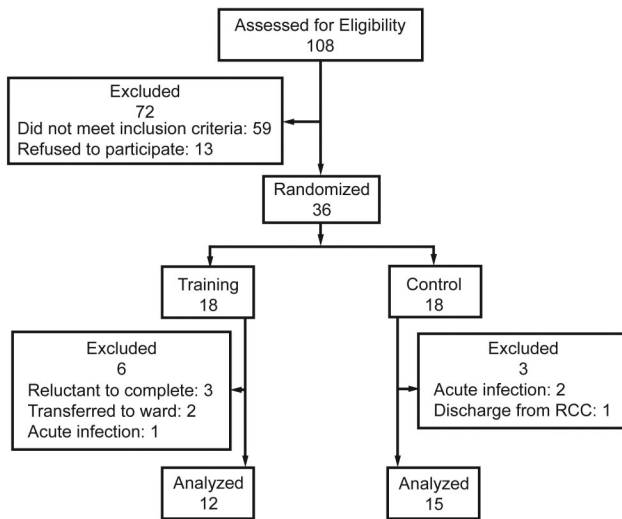 Assessed for Eligibility
108
Excluded
72
Did not meet inclusion criteria: 59
Refused to participate: 13
Randomized
36
Training
18
Control
18
Excluded
6
Reluctant to complete: 3
Transferred to ward: 2
Acute infection: 1
Excluded
3
Acute infection: 2
Discharge from RCC: 1
Analyzed
12
Analyzed
15